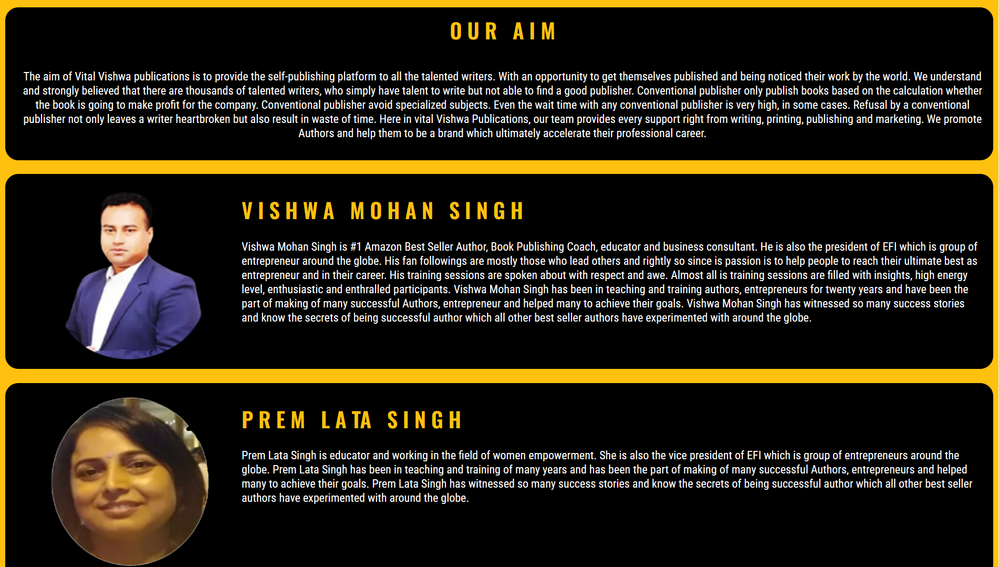 OUR AIM
The aim of Vital Vishwa publications is to provide the self-publishing platform to all the talented writers. With an opportunity to get themselves published and being noticed their work by the world. We understand
and strongly believed that there are thousands of talented writers, who simply have talent to write but not able to find a good publisher. Conventional publisher only publish books based on the calculation whether
the book is going to make profit for the company. Conventional publisher avoid specialized subjects. Even the wait time with any conventional publisher is very high, in some cases. Refusal by a conventional
publisher not only leaves a writer heartbroken but also result in waste of time. Here in vital Vishwa Publications, our team provides every support right from writing, printing, publishing and marketing. We promote
Authors and help them to be a brand which ultimately accelerate their professional career.
VISHWA MOHAN SINGH
Vishwa Mohan Singh is #1 Amazon Best Seller Author, Book Publishing Coach, educator and business consultant. He is also the president of EFI which is group of
entrepreneur around the globe. His fan followings are mostly those who lead others and rightly so since is passion is to help people to reach their ultimate best as
entrepreneur and in their career. His training sessions are spoken about with respect and awe. Almost all is training sessions are filled with insights, high energy
level, enthusiastic and enthralled participants. Vishwa Mohan Singh has been in teaching and training authors, entrepreneurs for twenty years and have been the
part of making of many successful Authors, entrepreneur and helped many to achieve their goals. Vishwa Mohan Singh has witnessed so many success stories
and know the secrets of being successful author which all other best seller authors have experimented with around the globe.
PREM LATA SINGH
Prem Lata Singh is educator and working in the field of women empowerment. She is also the vice president of EFI which is group of entrepreneurs around the
globe. Prem Lata Singh has been in teaching and training of many years and has been the part of making of many successful Authors, entrepreneurs and helped
many to achieve their goals. Prem Lata Singh has witnessed so many success stories and know the secrets of being successful author which all other best seller
authors have experimented with around the globe.